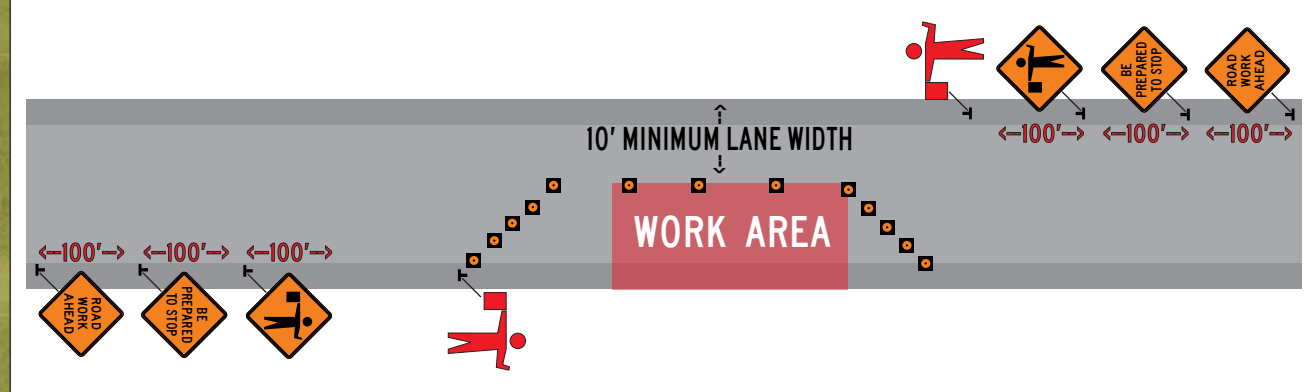 BE
PREPARED
TO STOP
ROAD
WORK
AHEAD
<--100'-->
<--100'-->
<--100'-->
10' MINIMUM LANE WIDTH
WORK AREA
<--100'-->
<--100'-->
<--100'-->
ROAD
WORK
AHEAD
BE
PREPARED
TO STOP